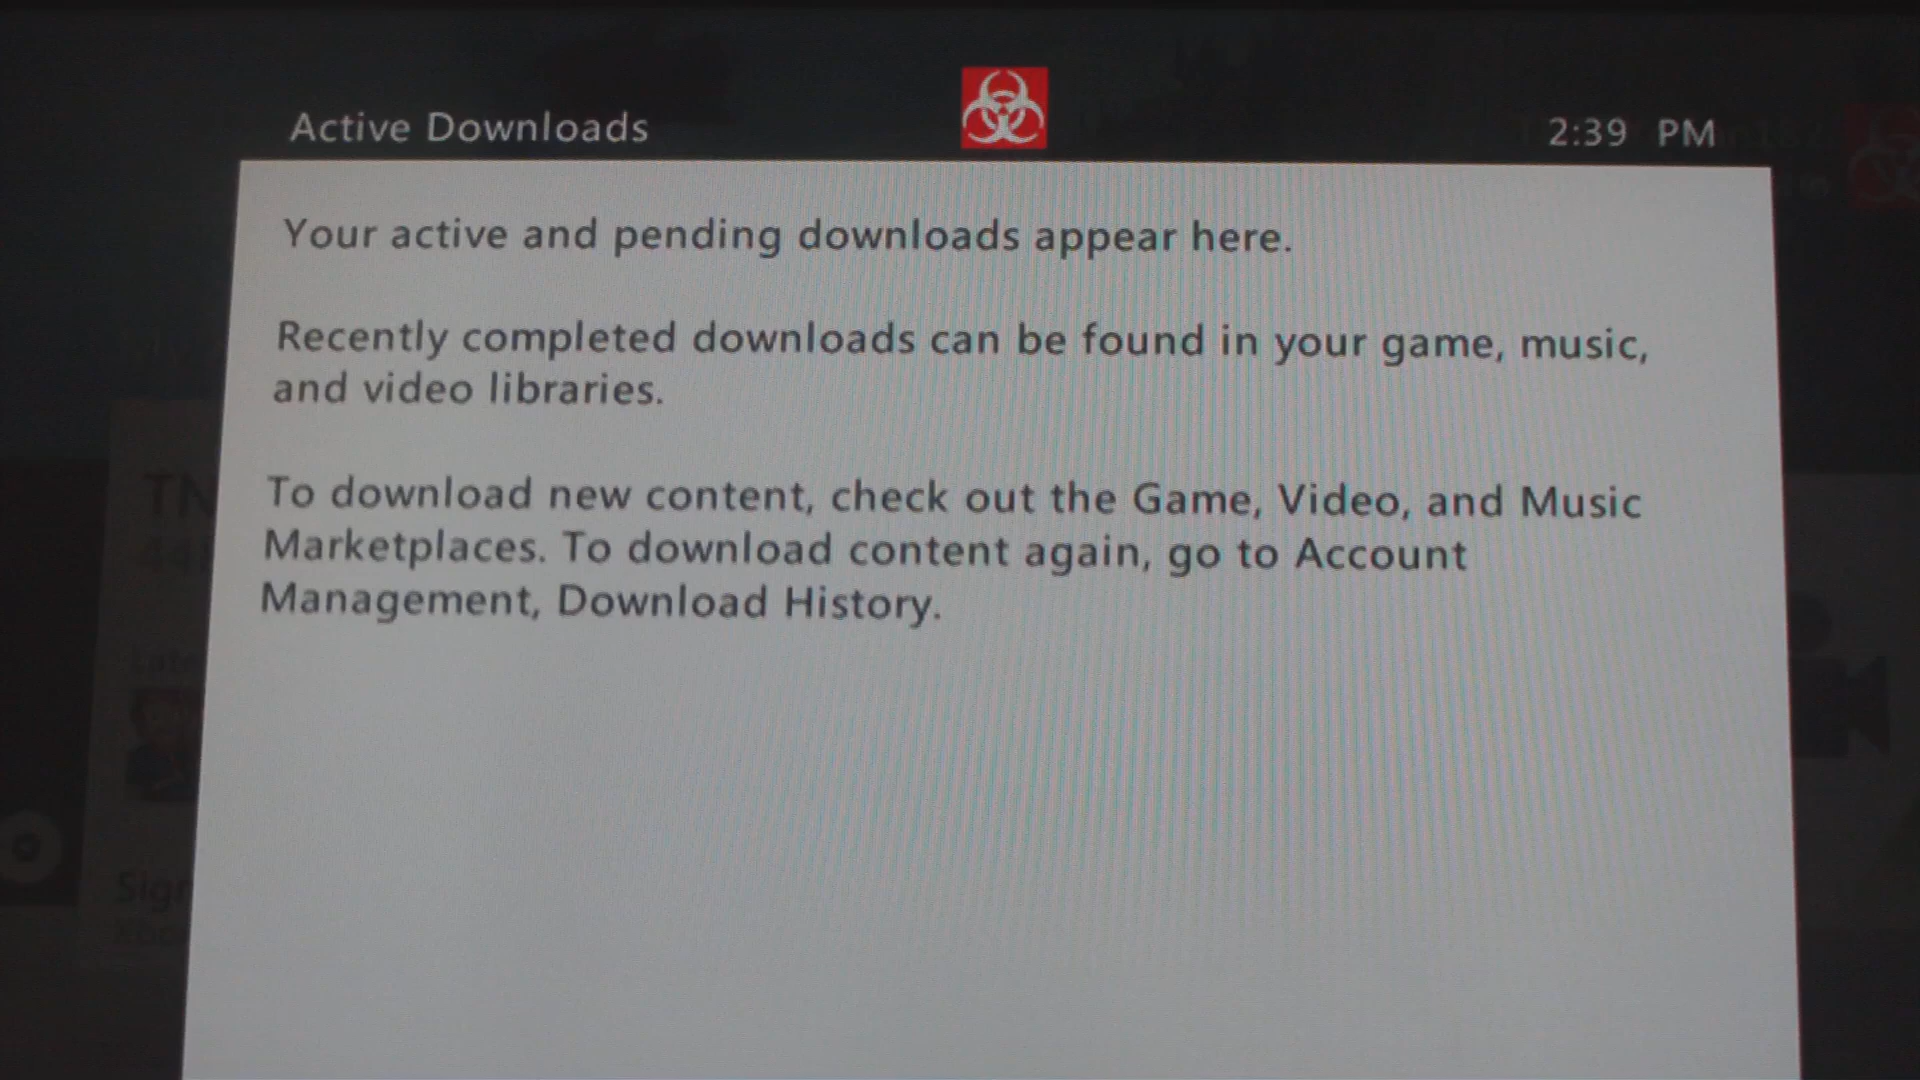 Active Downloads
2:39 PM
Your active and pending downloads appear here.
Recently completed downloads can be found in your game, music,
and video libraries.
To download new content, check out the Game, Video, and Music
Marketplaces. To download content again, go to Account
Management, Download History.